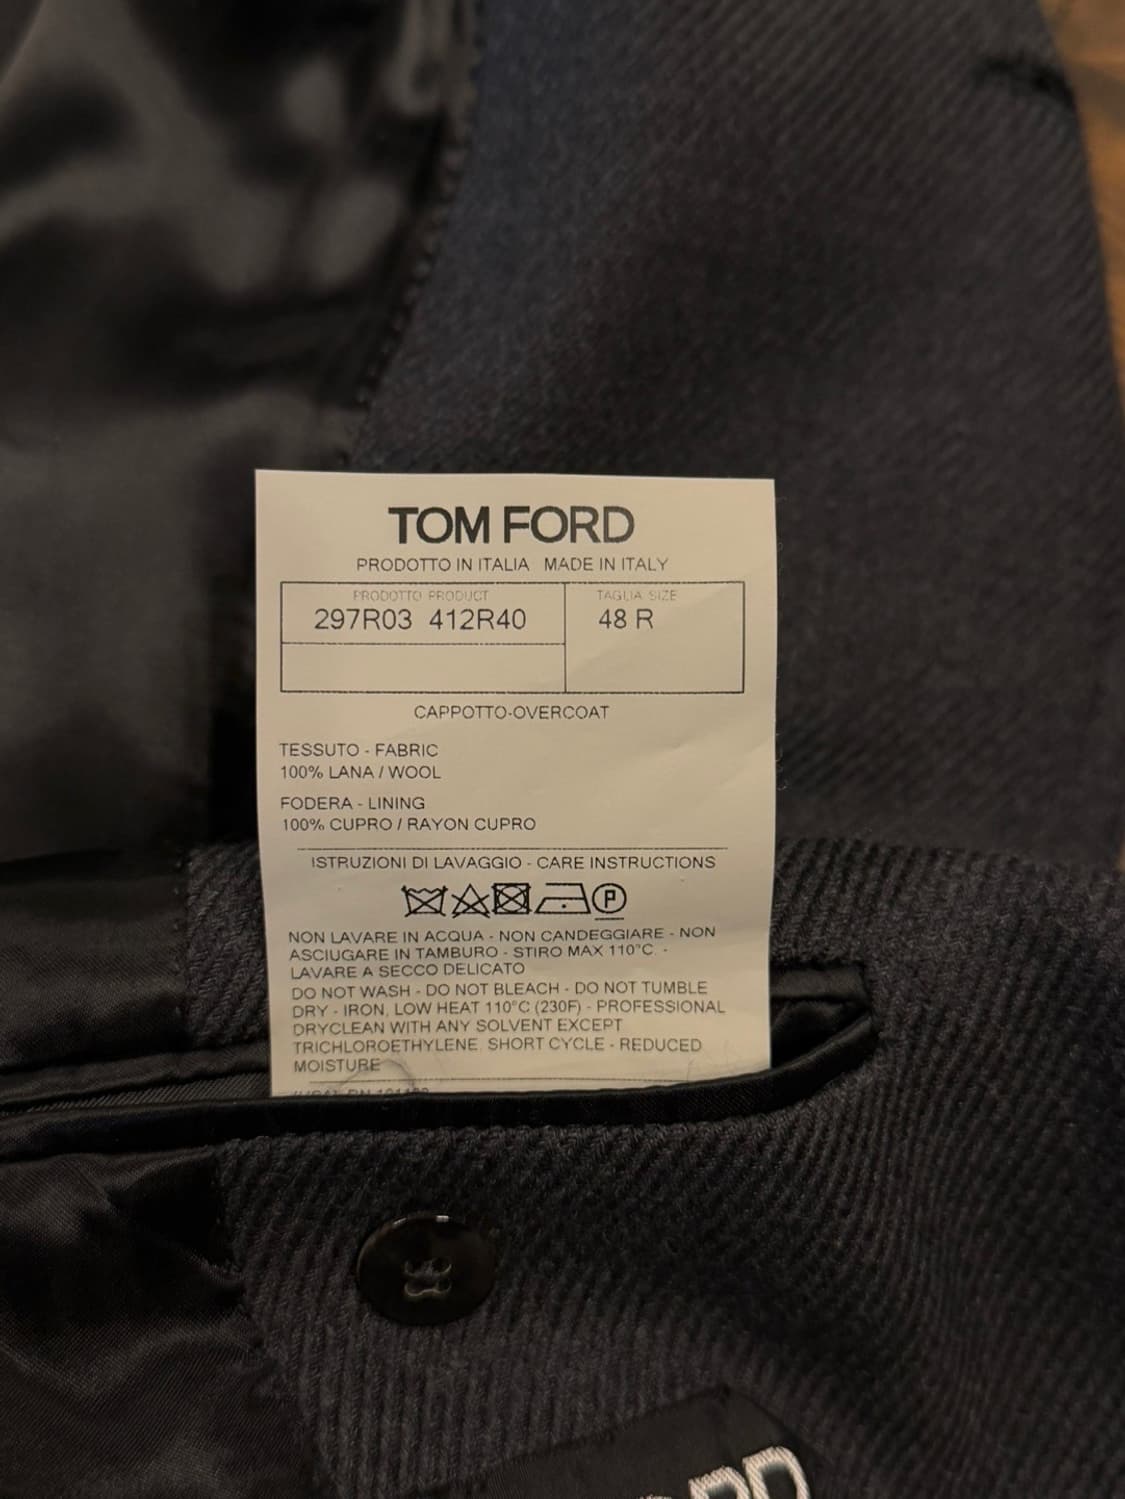 TOM FORD
PRODOTTO IN ITALIA MADE IN ITALY
PRODOTTO PRODUCT
297R03 412R40
TAGLIA SIZE
48 R
CAPPOTTO-OVERCOAT
TESSUTO - FABRIC
100% LANA / WOOL
FODERA - LINING
100% CUPRO / RAYON CUPRO
ISTRUZIONI DI LAVAGGIO - CARE INSTRUCTIONS
P
NON LAVARE IN ACQUA - NON CANDEGGIARE - NON
ASCIUGARE IN TAMBURO - STIRO MAX 110°C. -
LAVARE A SECCO DELICATO
DO NOT WASH - DO NOT BLEACH - DO NOT TUMBLE
DRY - IRON, LOW HEAT 110°C (230F) - PROFESSIONAL
DRYCLEAN WITH ANY SOLVENT EXCEPT
TRICHLOROETHYLENE. SHORT CYCLE - REDUCED
MOISTURE
RD